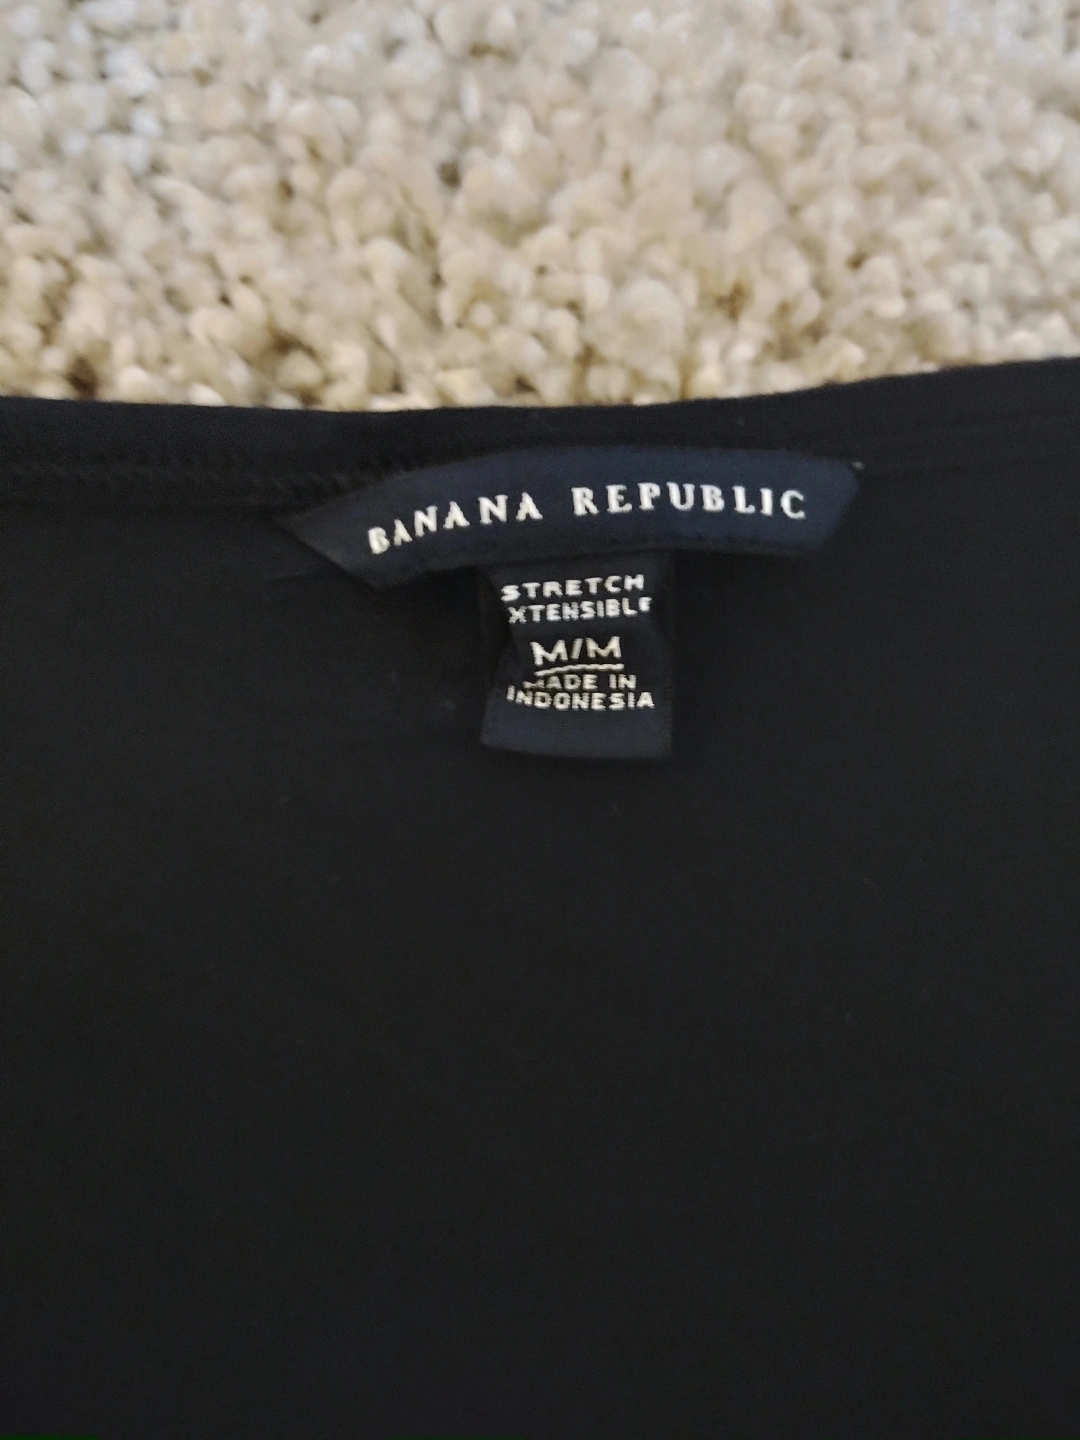 BANANA REPUBLIC
STRETCH
XTENSIBLE
M/M
MADE IN
INDONESIA